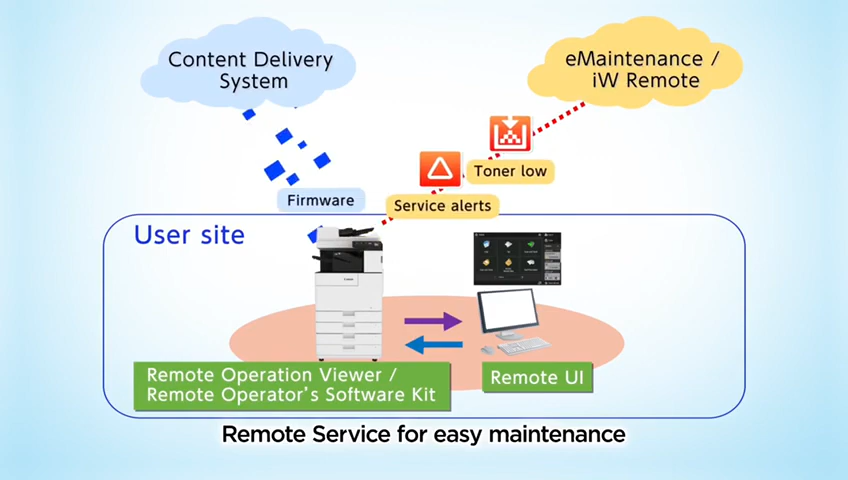 Content Delivery
System
eMaintenance /
iW Remote
Toner low
Firmware
Service alerts
User site
Canon
Remote Operation Viewer /
Remote Operator's Software Kit
Remote UI
Remote Service for easy maintenance